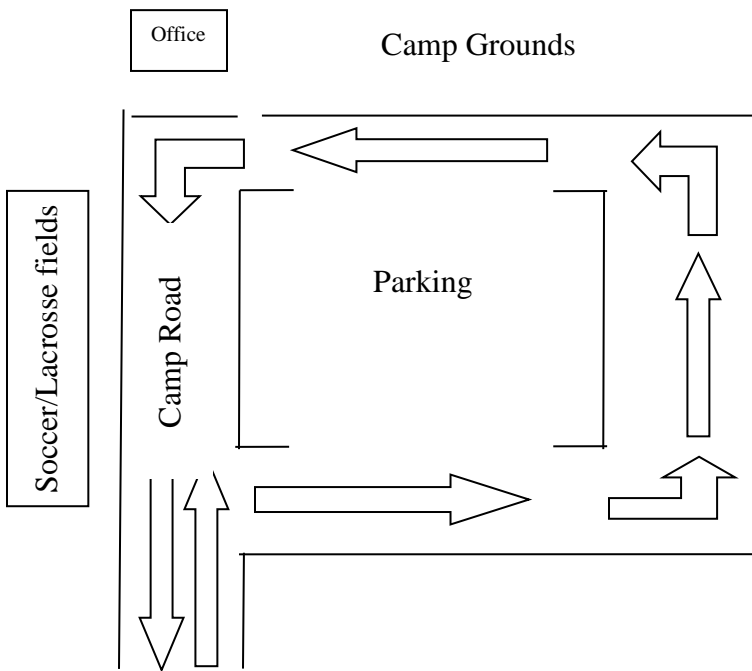 Office
Camp Grounds
Soccer/Lacrosse fields
Camp Road
Parking